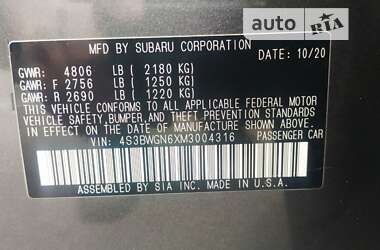 auto RIA
MFD BY SUBARU CORPORATION
DATE: 10/20
GVWR: 4806 LB ( 2180 KG)
GAWR: F 2756 LB ( 1250 KG)
GAWR: R 2690 LB ( 1220 KG)
THIS VEHICLE CONFORMS TO ALL APPLICABLE FEDERAL MOTOR
VEHICLE SAFETY, BUMPER, AND THEFT PREVENTION STANDARDS
IN EFFECT ON THE DATE OF MANUFACTURE SHOWN ABOVE.
VIN: 4S3BWGN6XM3004316 PASSENGER CAR
ASSEMBLED BY SIA INC. MADE IN U.S.A.